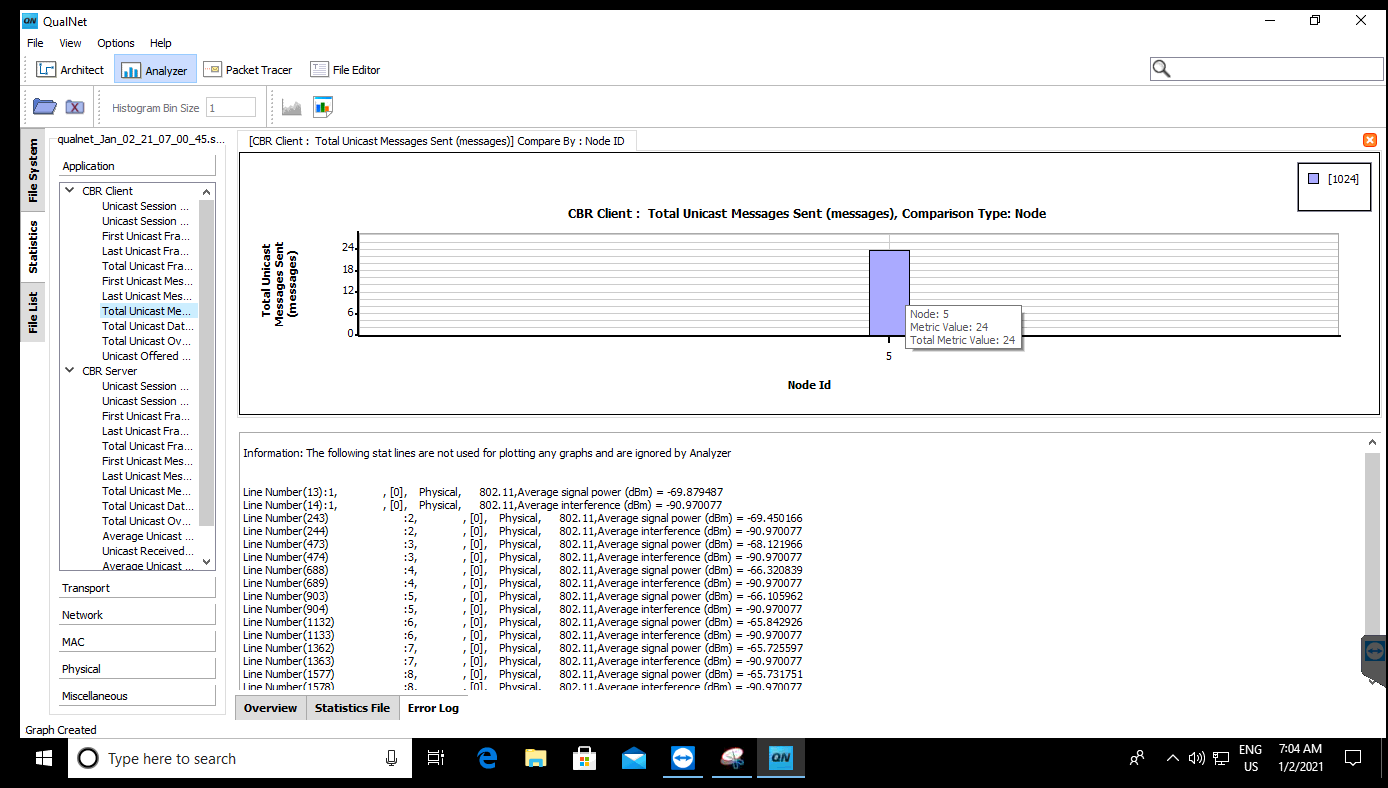 QN QualNet
File View Options Help
Architect Analyzer Packet Tracer File Editor
Histogram Bin Size 1
File System
Statistics
File List
qualnet_Jan_02_21_07_00_45.s...
Application
CBR Client
Unicast Session ...
Unicast Session ...
First Unicast Fra...
Last Unicast Fra...
Total Unicast Fra...
First Unicast Mes...
Last Unicast Mes...
Total Unicast Me...
Total Unicast Dat...
Total Unicast Ov...
Unicast Offered ...
CBR Server
Unicast Session ...
Unicast Session ...
First Unicast Fra...
Last Unicast Fra...
Total Unicast Fra...
First Unicast Mes...
Last Unicast Mes...
Total Unicast Me...
Total Unicast Dat...
Total Unicast Ov...
Average Unicast ...
Unicast Received...
Average Unicast ...
Transport
Network
MAC
Physical
Miscellaneous
[CBR Client : Total Unicast Messages Sent (messages)] Compare By : Node ID
[1024]
CBR Client : Total Unicast Messages Sent (messages), Comparison Type: Node
Total Unicast
Messages Sent
(messages)
24
18
12
6
0
Node: 5
Metric Value: 24
Total Metric Value: 24
5
Node Id
Information: The following stat lines are not used for plotting any graphs and are ignored by Analyzer
Line Number(13):1, , [0], Physical, 802.11,Average signal power (dBm) = -69.879487
Line Number(14):1, , [0], Physical, 802.11,Average interference (dBm) = -90.970077
Line Number(243) :2, , [0], Physical, 802.11,Average signal power (dBm) = -69.450166
Line Number(244) :2, , [0], Physical, 802.11,Average interference (dBm) = -90.970077
Line Number(473) :3, , [0], Physical, 802.11,Average signal power (dBm) = -68.121966
Line Number(474) :3, , [0], Physical, 802.11,Average interference (dBm) = -90.970077
Line Number(688) :4, , [0], Physical, 802.11,Average signal power (dBm) = -66.320839
Line Number(689) :4, , [0], Physical, 802.11,Average interference (dBm) = -90.970077
Line Number(903) :5, , [0], Physical, 802.11,Average signal power (dBm) = -66.105962
Line Number(904) :5, , [0], Physical, 802.11,Average interference (dBm) = -90.970077
Line Number(1132) :6, , [0], Physical, 802.11,Average signal power (dBm) = -65.842926
Line Number(1133) :6, , [0], Physical, 802.11,Average interference (dBm) = -90.970077
Line Number(1362) :7, , [0], Physical, 802.11,Average signal power (dBm) = -65.725597
Line Number(1363) :7, , [0], Physical, 802.11,Average interference (dBm) = -90.970077
Line Number(1577) :8, , [0], Physical, 802.11,Average signal power (dBm) = -65.731751
Line Number(1578) :8, , [0], Physical, 802.11,Average interference (dBm) = -90.970077
Overview Statistics File Error Log
Graph Created
Type here to search
QN
ENG
US
7:04 AM
1/2/2021